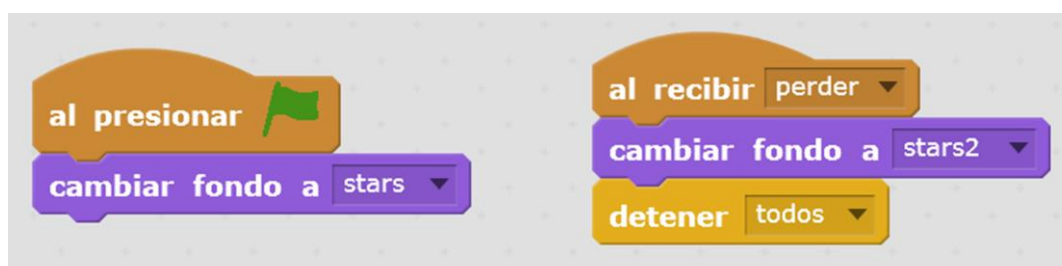 al presionar
cambiar fondo a stars
al recibir perder
cambiar fondo a stars2
detener todos